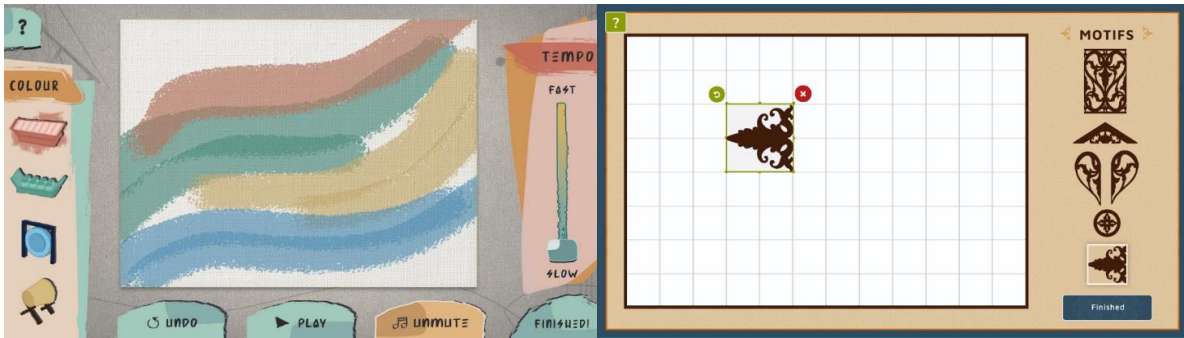 ?
COLOUR
TEMPO
FAST
SLOW
UNDO
PLAY
UNMUTE
FINISHED!
?
MOTIFS
Finished